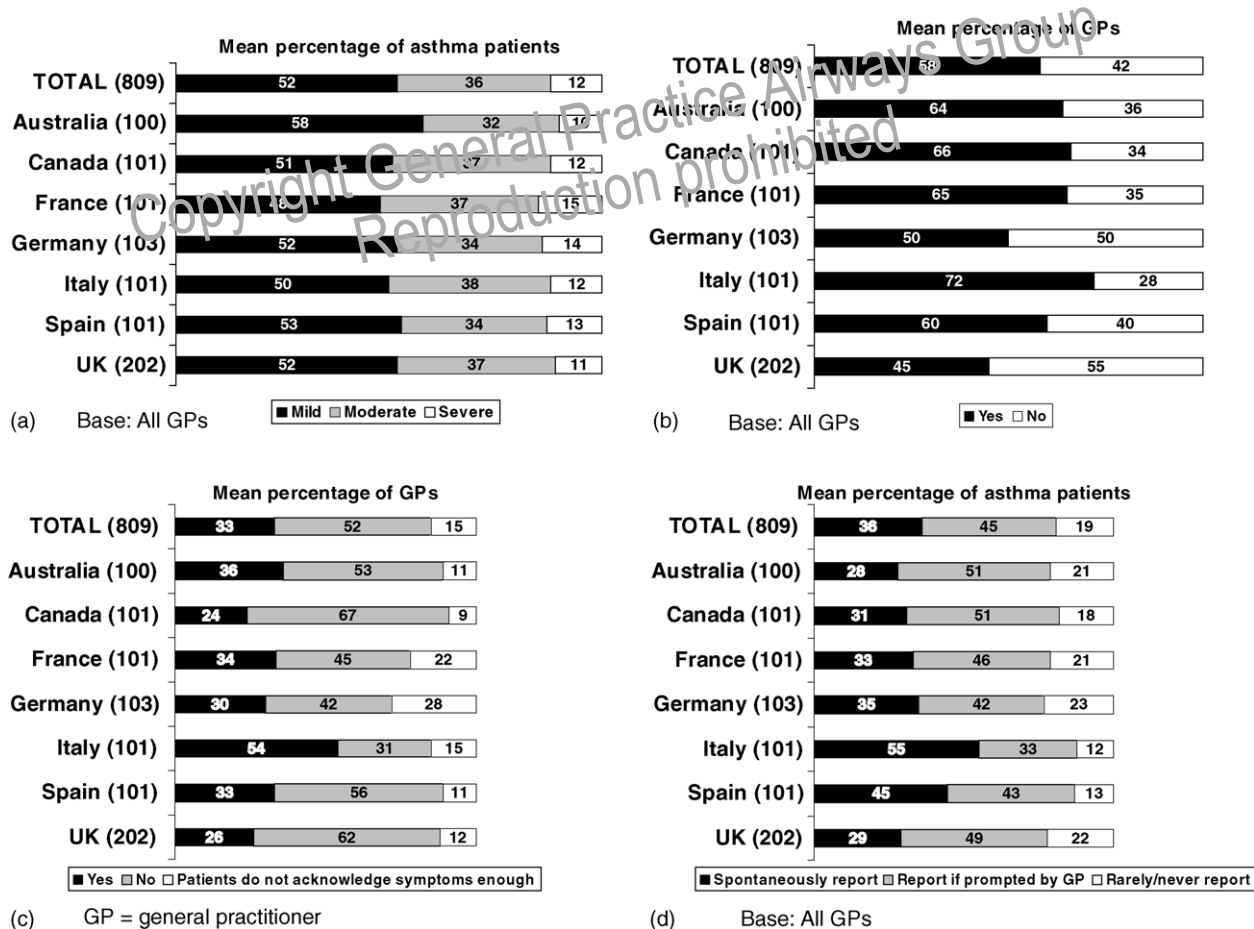 Mean percentage of asthma patients
TOTAL (809) 52 36 12
Australia (100) 58 32 10
Canada (101) 51 37 12
France (101) 48 37 15
Germany (103) 52 34 14
Italy (101) 50 38 12
Spain (101) 53 34 13
UK (202) 52 37 11
Mild Moderate Severe
(a) Base: All GPs
Mean percentage of GPs
TOTAL (809) 58 42
Australia (100) 64 36
Canada (101) 66 34
France (101) 65 35
Germany (103) 50 50
Italy (101) 72 28
Spain (101) 60 40
UK (202) 45 55
Yes No
(b) Base: All GPs
Copyright General Practice Airways Group
Reproduction prohibited
Mean percentage of GPs
TOTAL (809) 33 52 15
Australia (100) 36 53 11
Canada (101) 24 67 9
France (101) 34 45 22
Germany (103) 30 42 28
Italy (101) 54 31 15
Spain (101) 33 56 11
UK (202) 26 62 12
Yes No Patients do not acknowledge symptoms enough
(c) GP = general practitioner
Mean percentage of asthma patients
TOTAL (809) 36 45 19
Australia (100) 28 51 21
Canada (101) 31 51 18
France (101) 33 46 21
Germany (103) 35 42 23
Italy (101) 55 33 12
Spain (101) 45 43 13
UK (202) 29 49 22
Spontaneously report Report if prompted by GP Rarely/never report
(d) Base: All GPs